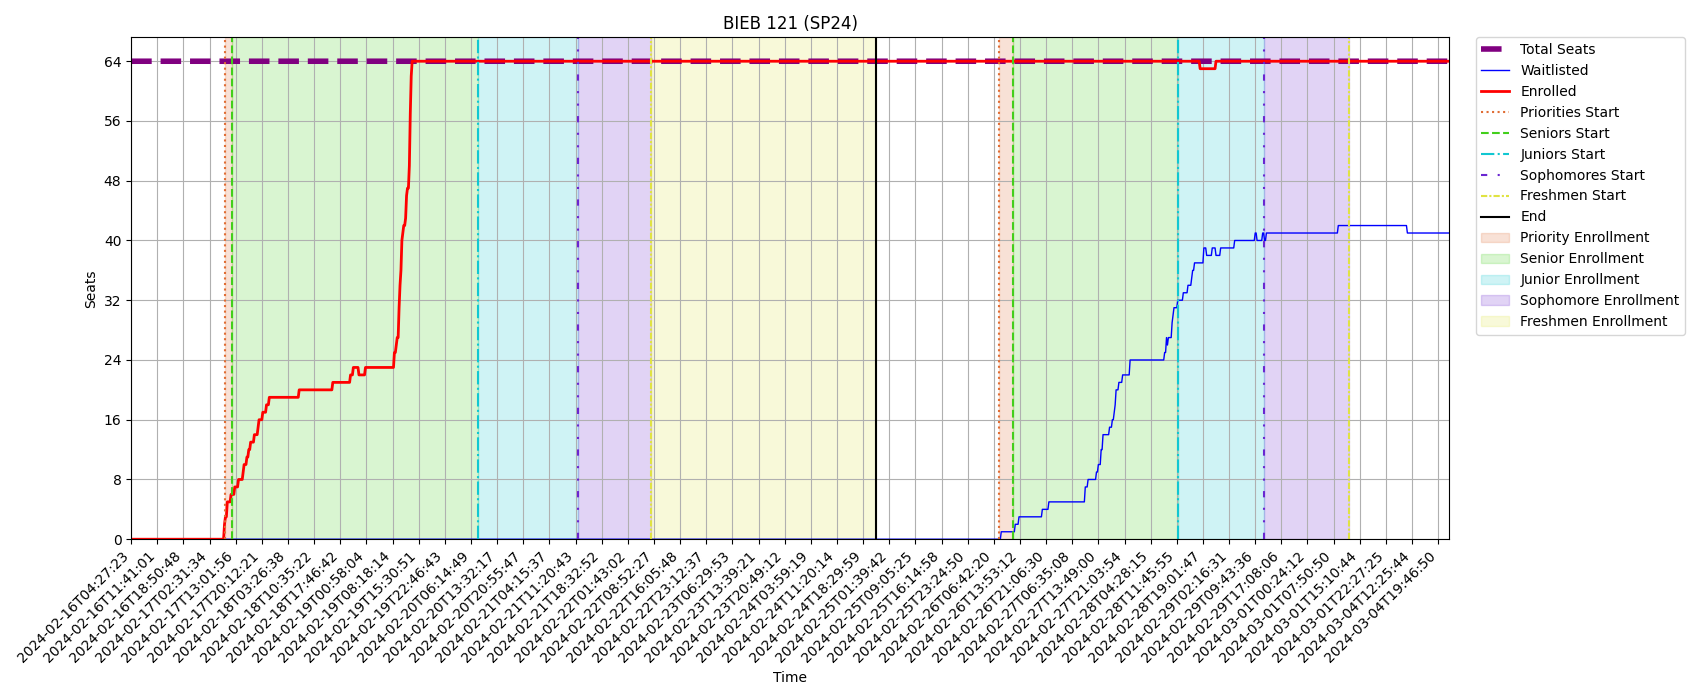 BIEB 121 (SP24)
Total Seats
Waitlisted
Enrolled
Priorities Start
Seniors Start
Juniors Start
Sophomores Start
Freshmen Start
End
Priority Enrollment
Senior Enrollment
Junior Enrollment
Sophomore Enrollment
Freshmen Enrollment
Seats
64
56
48
40
32
24
16
8
0
2024-02-16T04:27:23
2024-02-16T11:41:01
2024-02-16T18:50:48
2024-02-17T02:31:34
2024-02-17T13:01:56
2024-02-17T20:12:21
2024-02-18T03:26:38
2024-02-18T10:35:22
2024-02-18T17:46:42
2024-02-19T00:58:04
2024-02-19T08:18:14
2024-02-19T15:30:51
2024-02-19T22:46:43
2024-02-20T06:14:49
2024-02-20T13:32:17
2024-02-20T20:55:47
2024-02-21T04:15:37
2024-02-21T11:20:43
2024-02-21T18:32:52
2024-02-22T01:43:02
2024-02-22T08:52:27
2024-02-22T16:05:48
2024-02-22T23:12:37
2024-02-23T06:29:53
2024-02-23T13:39:21
2024-02-23T20:49:12
2024-02-24T03:59:19
2024-02-24T11:20:14
2024-02-24T18:29:59
2024-02-25T01:39:42
2024-02-25T09:05:25
2024-02-25T16:14:58
2024-02-25T23:24:50
2024-02-26T06:42:20
2024-02-26T13:53:12
2024-02-26T21:06:30
2024-02-27T06:35:08
2024-02-27T13:49:00
2024-02-27T21:03:54
2024-02-28T04:28:15
2024-02-28T11:45:55
2024-02-28T19:01:47
2024-02-29T02:16:31
2024-02-29T09:43:36
2024-02-29T17:08:06
2024-03-01T00:24:12
2024-03-01T07:50:50
2024-03-01T15:10:44
2024-03-01T22:27:25
2024-03-04T12:25:44
2024-03-04T19:46:50
Time